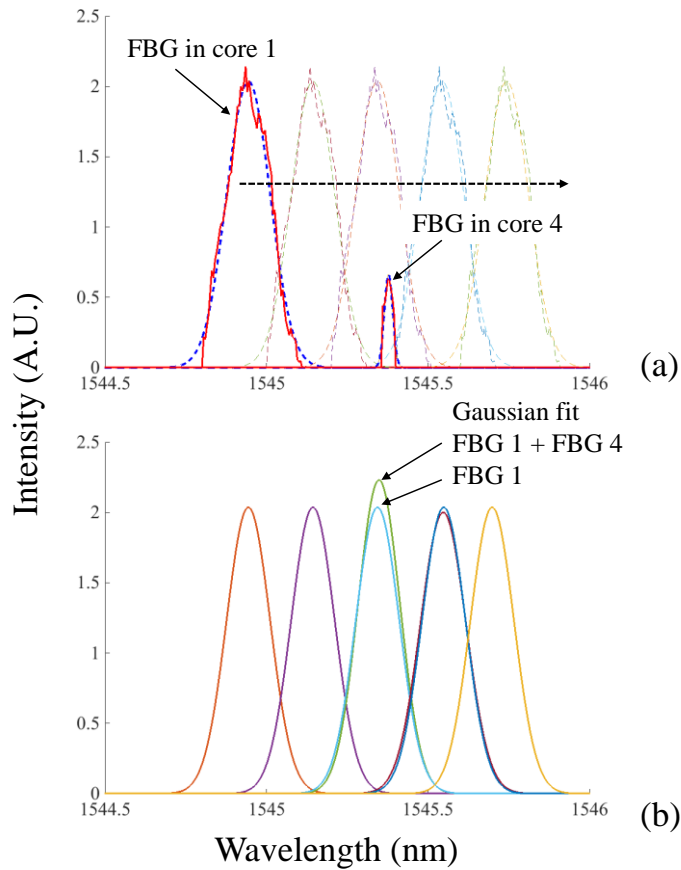 2.5
FBG in core 1
2
1.5
FBG in core 4
1
0.5
0
1544.5
1545
1545.5
1546
(a)
Intensity (A.U.)
Gaussian fit
FBG 1 + FBG 4
FBG 1
2.5
2
1.5
1
0.5
0
1544.5
1545
1545.5
1546
(b)
Wavelength (nm)